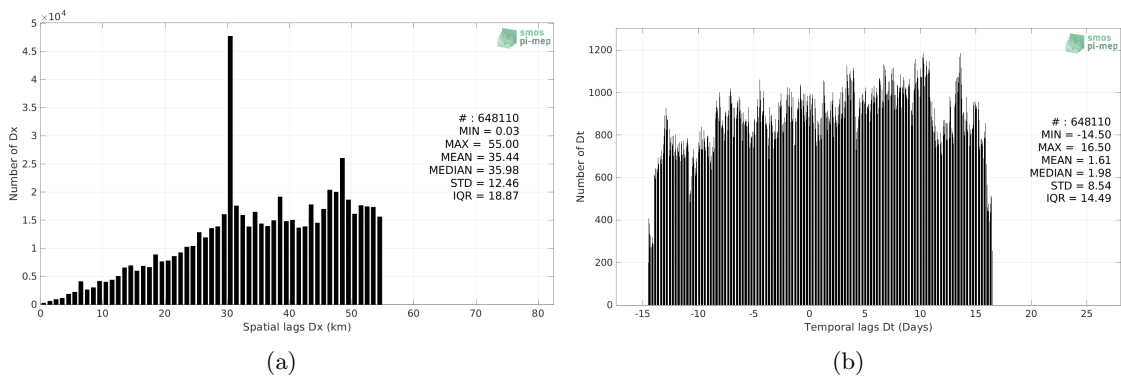 ×10⁴
5
4.5
4
3.5
3
2.5
2
1.5
1
0.5
0
Number of Dx
0 10 20 30 40 50 60 70 80
Spatial lags Dx (km)
smos
pi-mep
# : 648110
MIN = 0.03
MAX = 55.00
MEAN = 35.44
MEDIAN = 35.98
STD = 12.46
IQR = 18.87
(a)
1200
1000
800
600
400
200
0
Number of Dt
-15 -10 -5 0 5 10 15 20 25
Temporal lags Dt (Days)
smos
pi-mep
# : 648110
MIN = -14.50
MAX = 16.50
MEAN = 1.61
MEDIAN = 1.98
STD = 8.54
IQR = 14.49
(b)